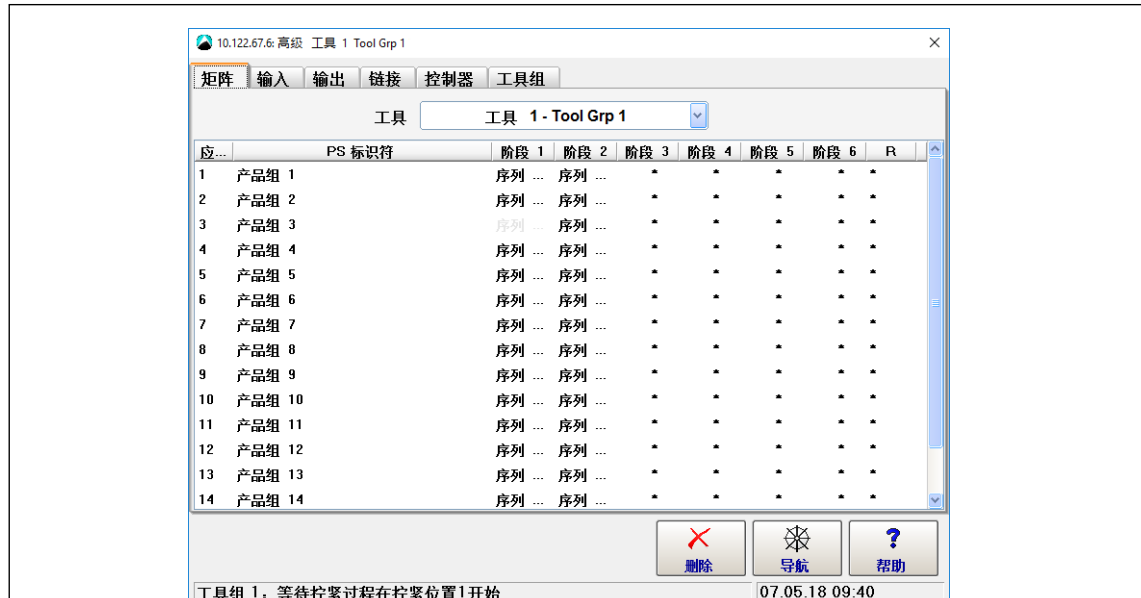 10.122.67.6: 高级 工具 1 Tool Grp 1
矩阵 输入 输出 链接 控制器 工具组
工具 工具 1 - Tool Grp 1
应... PS 标识符 阶段 1 阶段 2 阶段 3 阶段 4 阶段 5 阶段 6 R
1 产品组 1 序列 ... 序列 ... * * * * *
2 产品组 2 序列 ... 序列 ... * * * * *
3 产品组 3 序列 ... 序列 ... * * * * *
4 产品组 4 序列 ... 序列 ... * * * * *
5 产品组 5 序列 ... 序列 ... * * * * *
6 产品组 6 序列 ... 序列 ... * * * * *
7 产品组 7 序列 ... 序列 ... * * * * *
8 产品组 8 序列 ... 序列 ... * * * * *
9 产品组 9 序列 ... 序列 ... * * * * *
10 产品组 10 序列 ... 序列 ... * * * * *
11 产品组 11 序列 ... 序列 ... * * * * *
12 产品组 12 序列 ... 序列 ... * * * * *
13 产品组 13 序列 ... 序列 ... * * * * *
14 产品组 14 序列 ... 序列 ... * * * * *
删除 导航 帮助
工具组 1: 等待拧紧过程在拧紧位置1开始 07.05.18 09:40